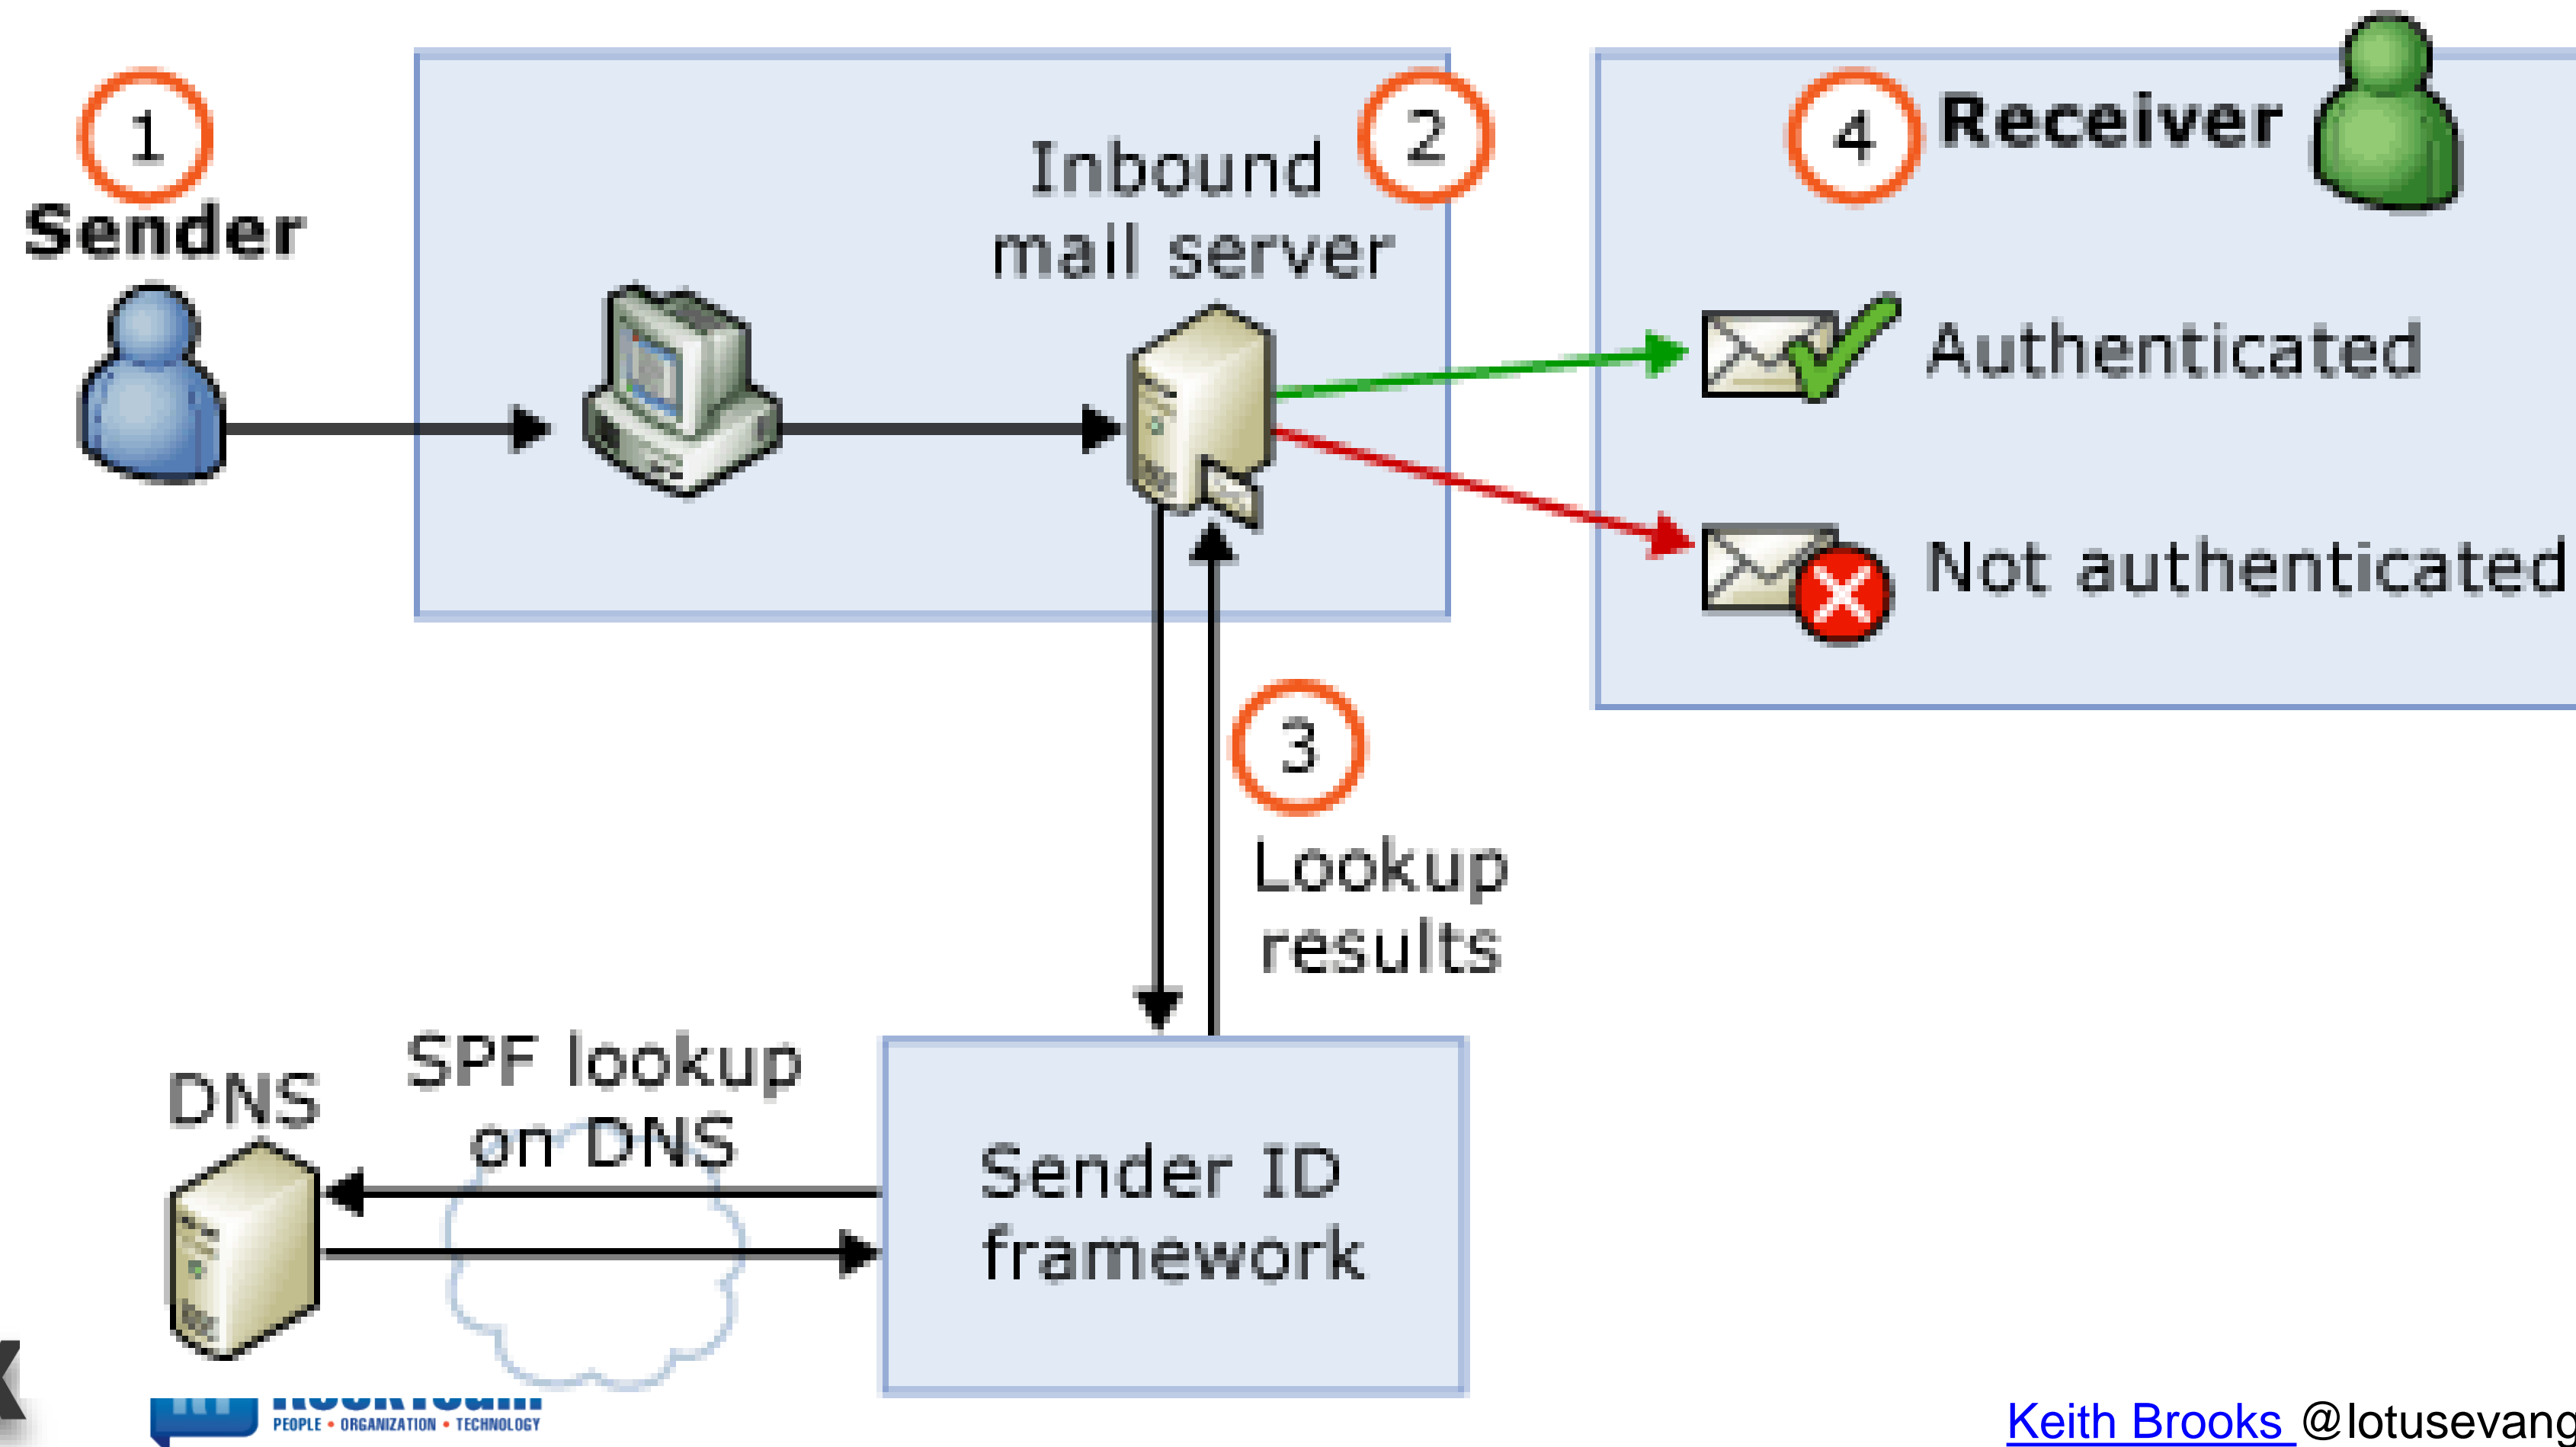 1
Sender
Inbound
mail server
2
4
Receiver
Authenticated
Not authenticated
3
Lookup
results
DNS
SPF lookup
on DNS
Sender ID
framework
PEOPLE • ORGANIZATION • TECHNOLOGY
Keith Brooks @lotusevang